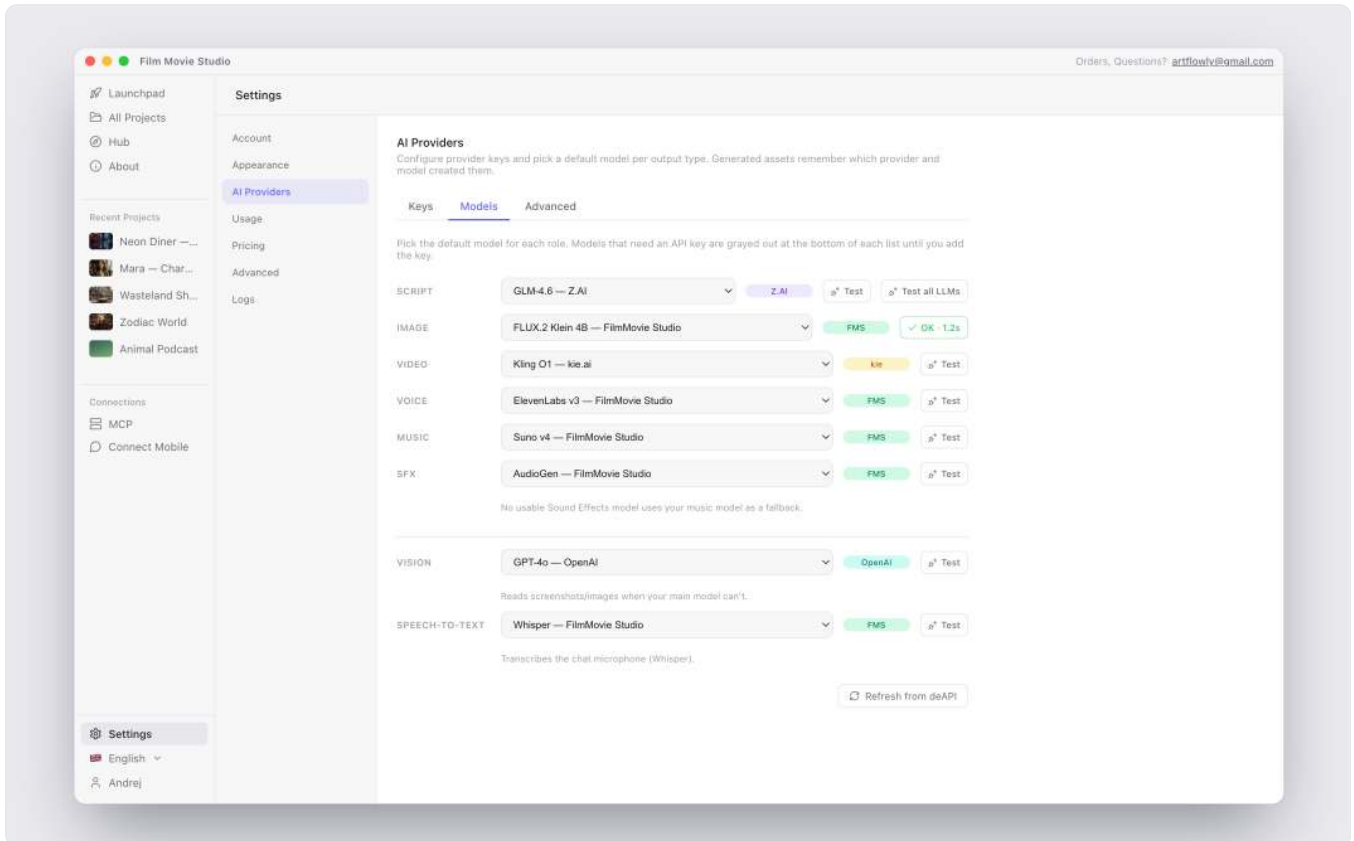 Film Movie Studio
Orders, Questions? artflowly@gmail.com
Launchpad
All Projects
Hub
About
Recent Projects
Neon Diner —...
Mara — Char...
Wasteland Sh...
Zodiac World
Animal Podcast
Connections
MCP
Connect Mobile
Settings
English
Andrej
Settings
Account
Appearance
AI Providers
Usage
Pricing
Advanced
Logs
AI Providers
Configure provider keys and pick a default model per output type. Generated assets remember which provider and
model created them.
Keys Models Advanced
Pick the default model for each role. Models that need an API key are grayed out at the bottom of each list until you add
the key.
SCRIPT GLM-4.6 — Z.AI Z.AI Test Test all LLMs
IMAGE FLUX.2 Klein 4B — FilmMovie Studio FMS OK · 1.2s
VIDEO Kling O1 — kie.ai kie Test
VOICE ElevenLabs v3 — FilmMovie Studio FMS Test
MUSIC Suno v4 — FilmMovie Studio FMS Test
SFX AudioGen — FilmMovie Studio FMS Test
No usable Sound Effects model uses your music model as a fallback.
VISION GPT-4o — OpenAI OpenAI Test
Reads screenshots/images when your main model can't.
SPEECH-TO-TEXT Whisper — FilmMovie Studio FMS Test
Transcribes the chat microphone (Whisper).
Refresh from deAPI